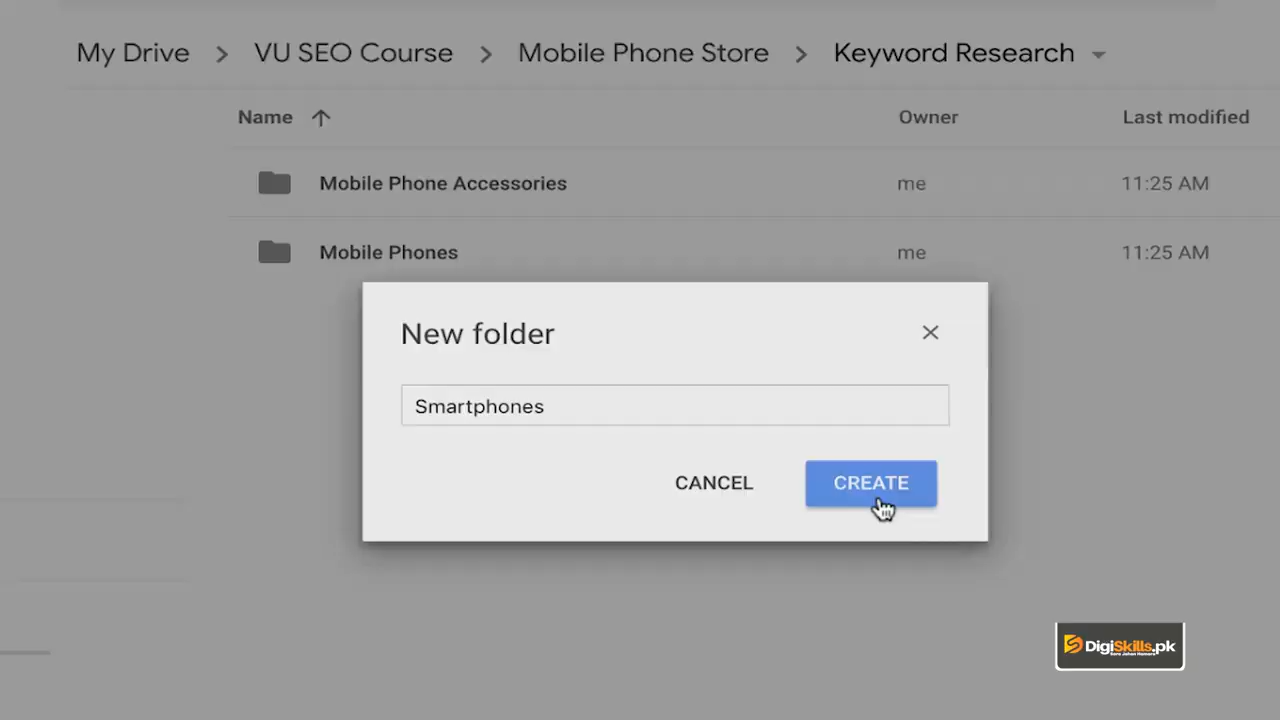 My Drive > VU SEO Course > Mobile Phone Store > Keyword Research
Name Owner Last modified
Mobile Phone Accessories me 11:25 AM
Mobile Phones me 11:25 AM
New folder
Smartphones
CANCEL CREATE
DigiSkills.pk